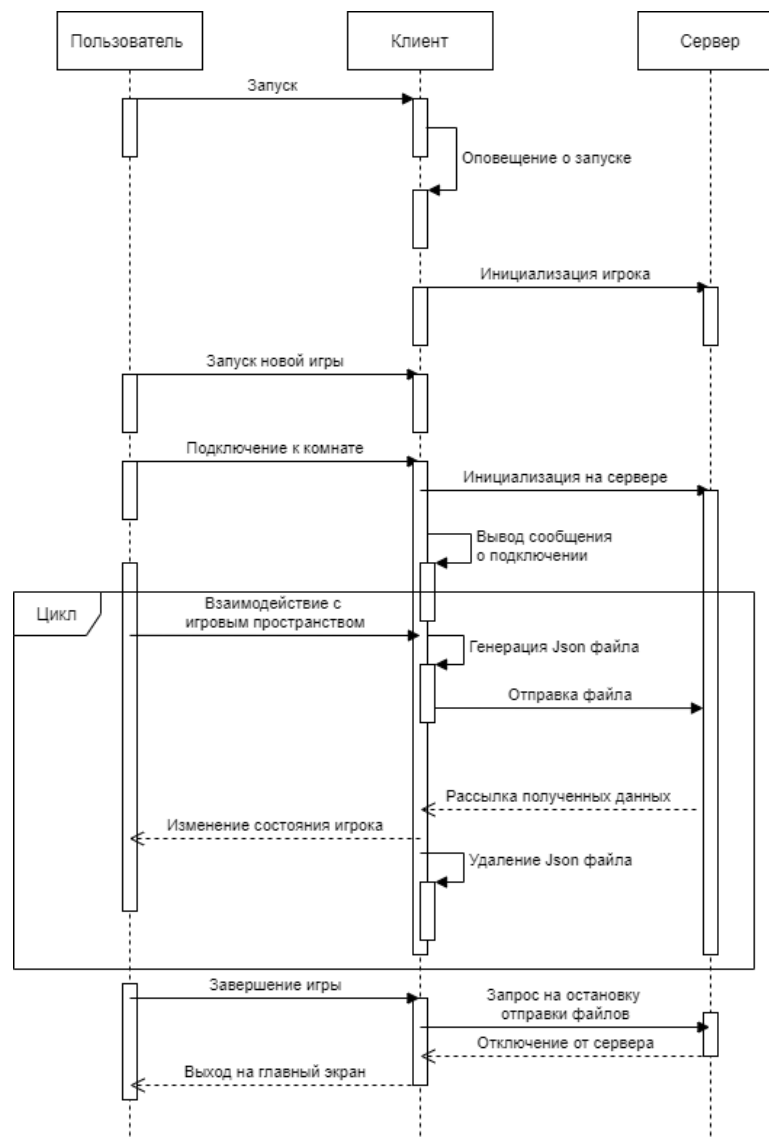 Пользователь
Клиент
Сервер
Запуск
Оповещение о запуске
Инициализация игрока
Запуск новой игры
Подключение к комнате
Инициализация на сервере
Вывод сообщения
о подключении
Цикл
Взаимодействие с
игровым пространством
Генерация Json файла
Отправка файла
Рассылка полученных данных
Изменение состояния игрока
Удаление Json файла
Завершение игры
Запрос на остановку
отправки файлов
Отключение от сервера
Выход на главный экран